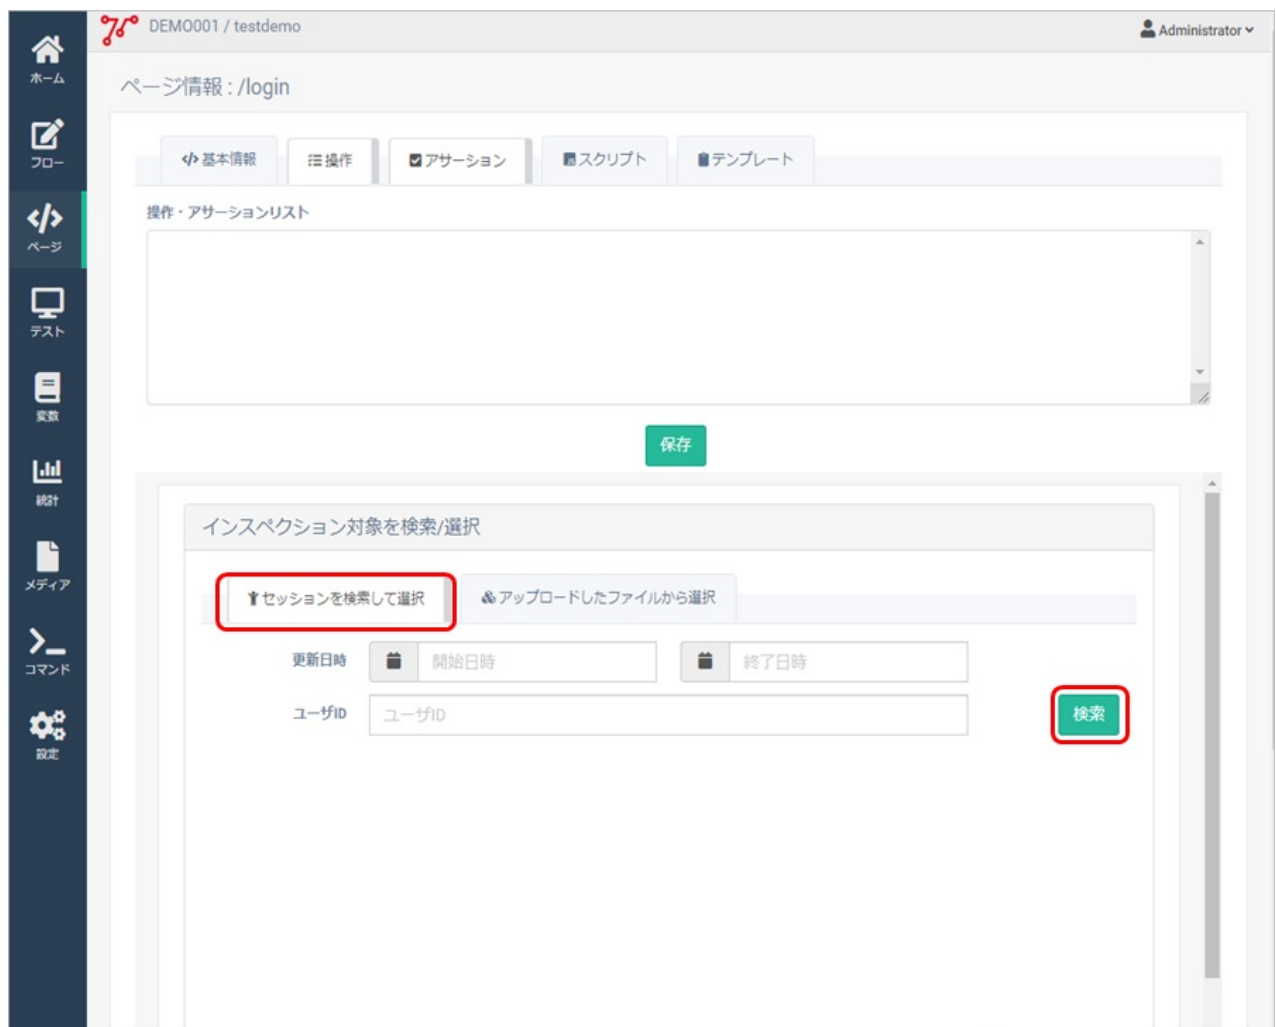 DEMO001 / testdemo
Administrator
ホーム
フロー
ページ
テスト
変数
統計
メディア
コマンド
設定
ページ情報 : /login
基本情報
操作
アサーション
スクリプト
テンプレート
操作・アサーションリスト
保存
インスペクション対象を検索/選択
セッションを検索して選択
アップロードしたファイルから選択
更新日時
開始日時
終了日時
ユーザID
ユーザID
検索